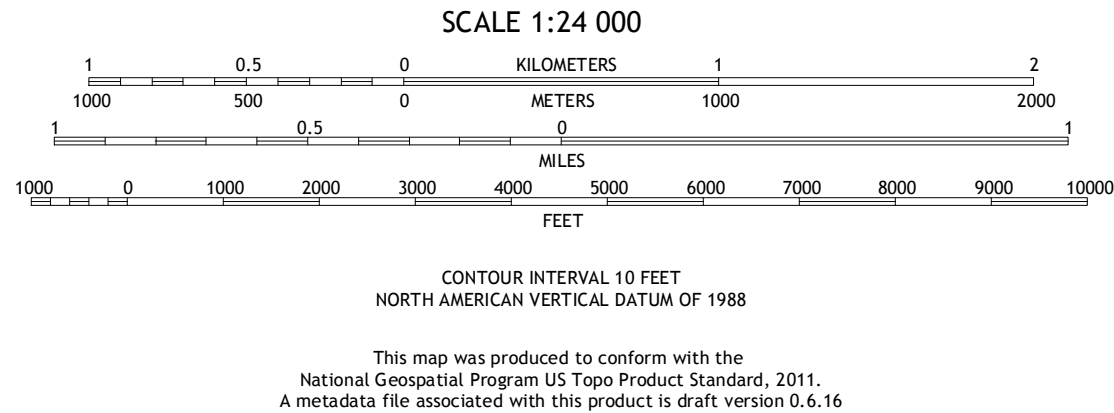 SCALE 1:24 000
1 0.5 0 KILOMETERS 1 2
1000 500 0 METERS 1000 2000
1 0.5 0 1
MILES
1000 0 1000 2000 3000 4000 5000 6000 7000 8000 9000 10000
FEET
CONTOUR INTERVAL 10 FEET
NORTH AMERICAN VERTICAL DATUM OF 1988
This map was produced to conform with the
National Geospatial Program US Topo Product Standard, 2011.
A metadata file associated with this product is draft version 0.6.16